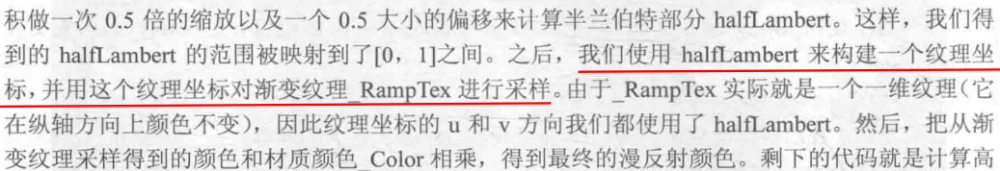 积做一次 0.5 倍的缩放以及一个 0.5 大小的偏移来计算半兰伯特部分 halfLambert。这样，我们得
到的 halfLambert 的范围被映射到了[0，1]之间。之后，我们使用 halfLambert 来构建一个纹理坐
标，并用这个纹理坐标对渐变纹理_RampTex 进行采样。由于_RampTex 实际就是一个一维纹理（它
在纵轴方向上颜色不变），因此纹理坐标的 u 和 v 方向我们都使用了 halfLambert。然后，把从渐
变纹理采样得到的颜色和材质颜色_Color 相乘，得到最终的漫反射颜色。剩下的代码就是计算高